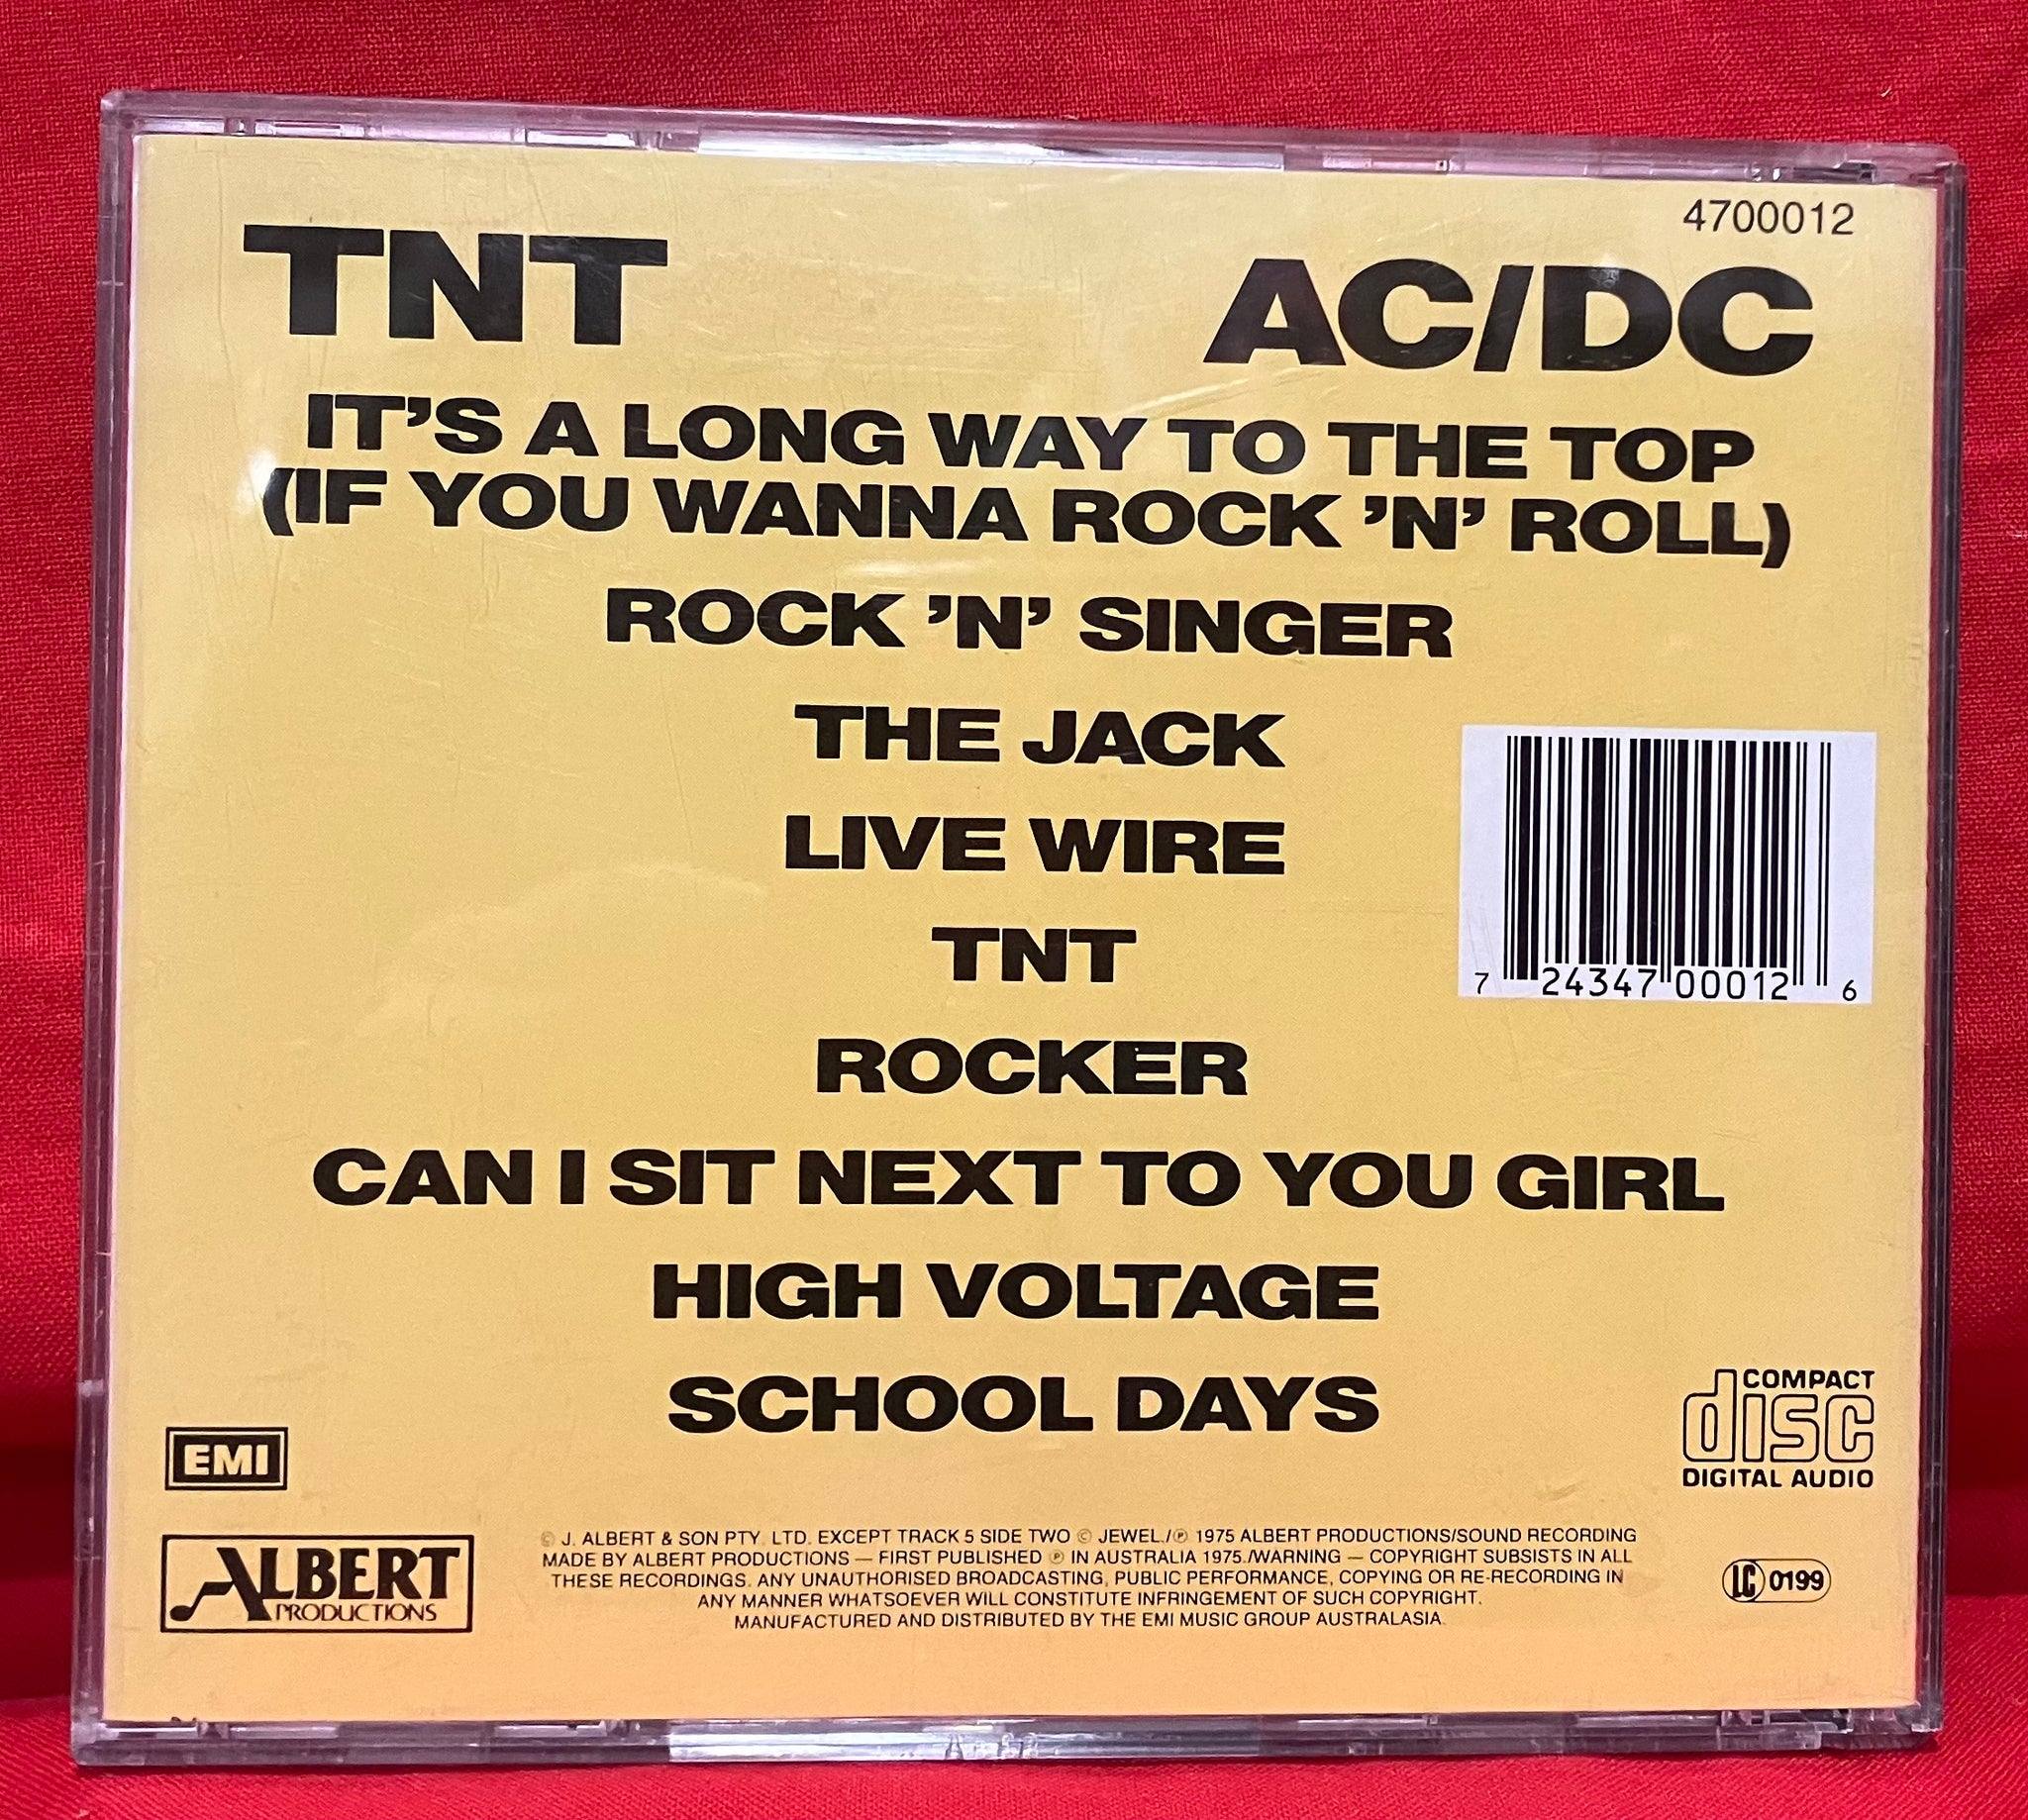 4700012
TNT AC/DC
IT'S A LONG WAY TO THE TOP
(IF YOU WANNA ROCK 'N' ROLL)
ROCK 'N' SINGER
THE JACK
LIVE WIRE
TNT
7 24347 00012 6
ROCKER
CAN I SIT NEXT TO YOU GIRL
HIGH VOLTAGE
SCHOOL DAYS
COMPACT
disc
DIGITAL AUDIO
EMI
ALBERT
PRODUCTIONS
© J. ALBERT & SON PTY. LTD. EXCEPT TRACK 5 SIDE TWO © JEWEL./℗ 1975 ALBERT PRODUCTIONS/SOUND RECORDING
MADE BY ALBERT PRODUCTIONS — FIRST PUBLISHED ℗ IN AUSTRALIA 1975./WARNING — COPYRIGHT SUBSISTS IN ALL
THESE RECORDINGS. ANY UNAUTHORISED BROADCASTING, PUBLIC PERFORMANCE, COPYING OR RE-RECORDING IN
ANY MANNER WHATSOEVER WILL CONSTITUTE INFRINGEMENT OF SUCH COPYRIGHT.
MANUFACTURED AND DISTRIBUTED BY THE EMI MUSIC GROUP AUSTRALASIA.
LC 0199